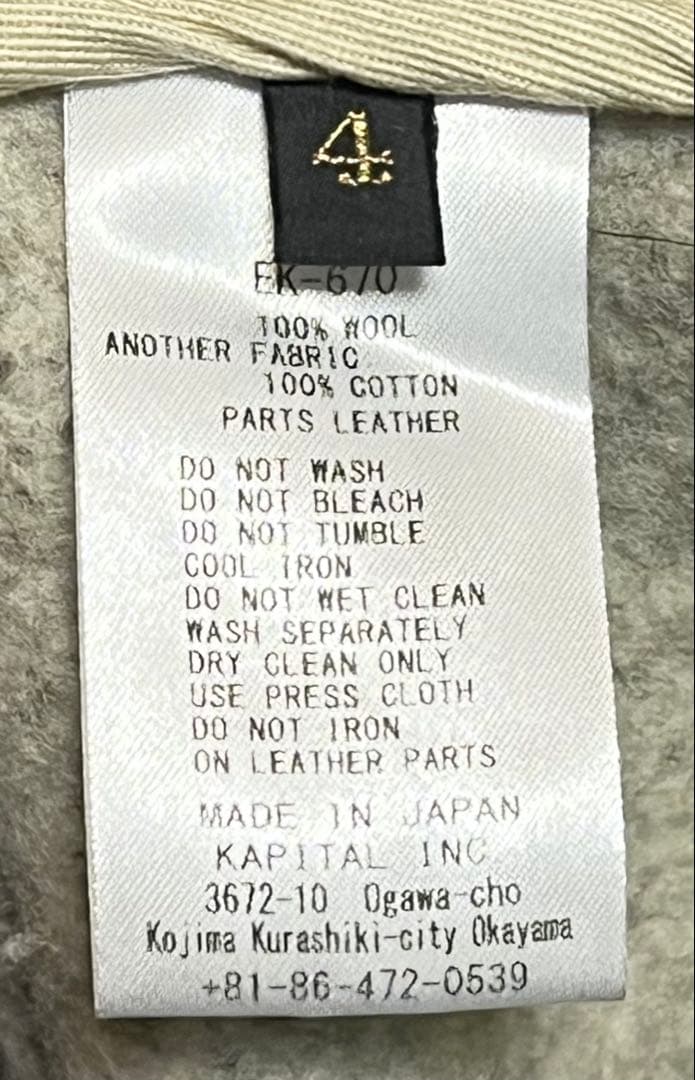 4
EK-670
100% WOOL
ANOTHER FABRIC
100% COTTON
PARTS LEATHER
DO NOT WASH
DO NOT BLEACH
DO NOT TUMBLE
COOL IRON
DO NOT WET CLEAN
WASH SEPARATELY
DRY CLEAN ONLY
USE PRESS CLOTH
DO NOT IRON
ON LEATHER PARTS
MADE IN JAPAN
KAPITAL INC
3672-10 Ogawa-cho
Kojima Kurashiki-city Okayama
+81-86-472-0539